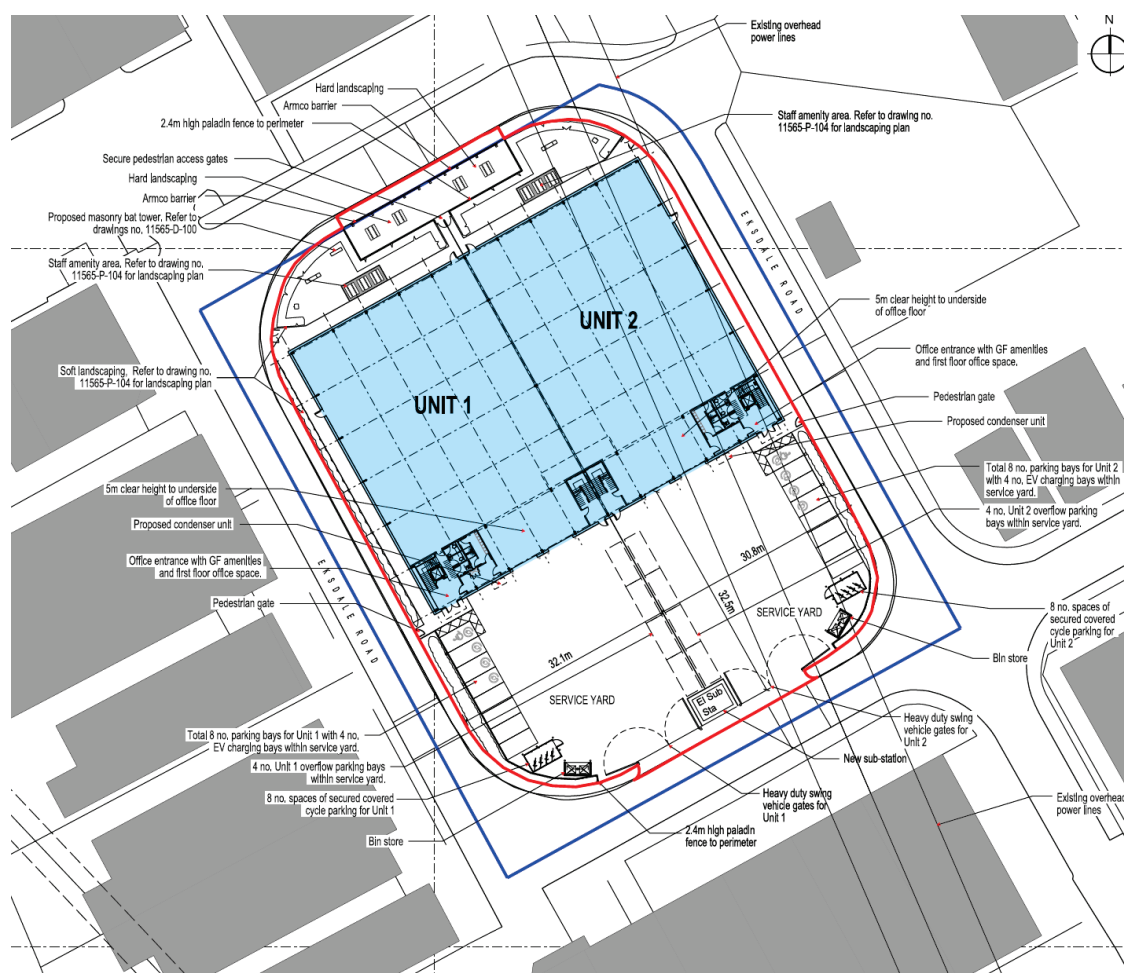 N
Existing overhead
power lines
Hard landscaping
Armco barrier
2.4m high paladin fence to perimeter
Staff amenity area. Refer to drawing no.
11565-P-104 for landscaping plan
Secure pedestrian access gates
Hard landscaping
Armco barrier
Proposed masonry bat tower. Refer to
drawings no. 11565-D-100
Staff amenity area. Refer to drawing no.
11565-P-104 for landscaping plan
EKSDALE ROAD
5m clear height to underside
of office floor
UNIT 2
Office entrance with GF amenities
and first floor office space.
Soft landscaping. Refer to drawing no.
11565-P-104 for landscaping plan
UNIT 1
Pedestrian gate
Proposed condenser unit
Total 8 no. parking bays for Unit 2
with 4 no. EV charging bays within
service yard.
5m clear height to underside
of office floor
4 no. Unit 2 overflow parking
bays within service yard.
Proposed condenser unit
Office entrance with GF amenities
and first floor office space.
30.8m
32.5m
EKSDALE ROAD
Pedestrian gate
SERVICE YARD
8 no. spaces of
secured covered
cycle parking for
Unit 2
32.1m
Bin store
SERVICE YARD
El Sub
Sta
Total 8 no. parking bays for Unit 1 with 4 no.
EV charging bays within service yard.
Heavy duty swing
vehicle gates for
Unit 2
New sub-station
4 no. Unit 1 overflow parking bays
within service yard.
8 no. spaces of secured covered
cycle parking for Unit 1
Heavy duty swing
vehicle gates for
Unit 1
Existing overhead
power lines
2.4m high paladin
fence to perimeter
Bin store